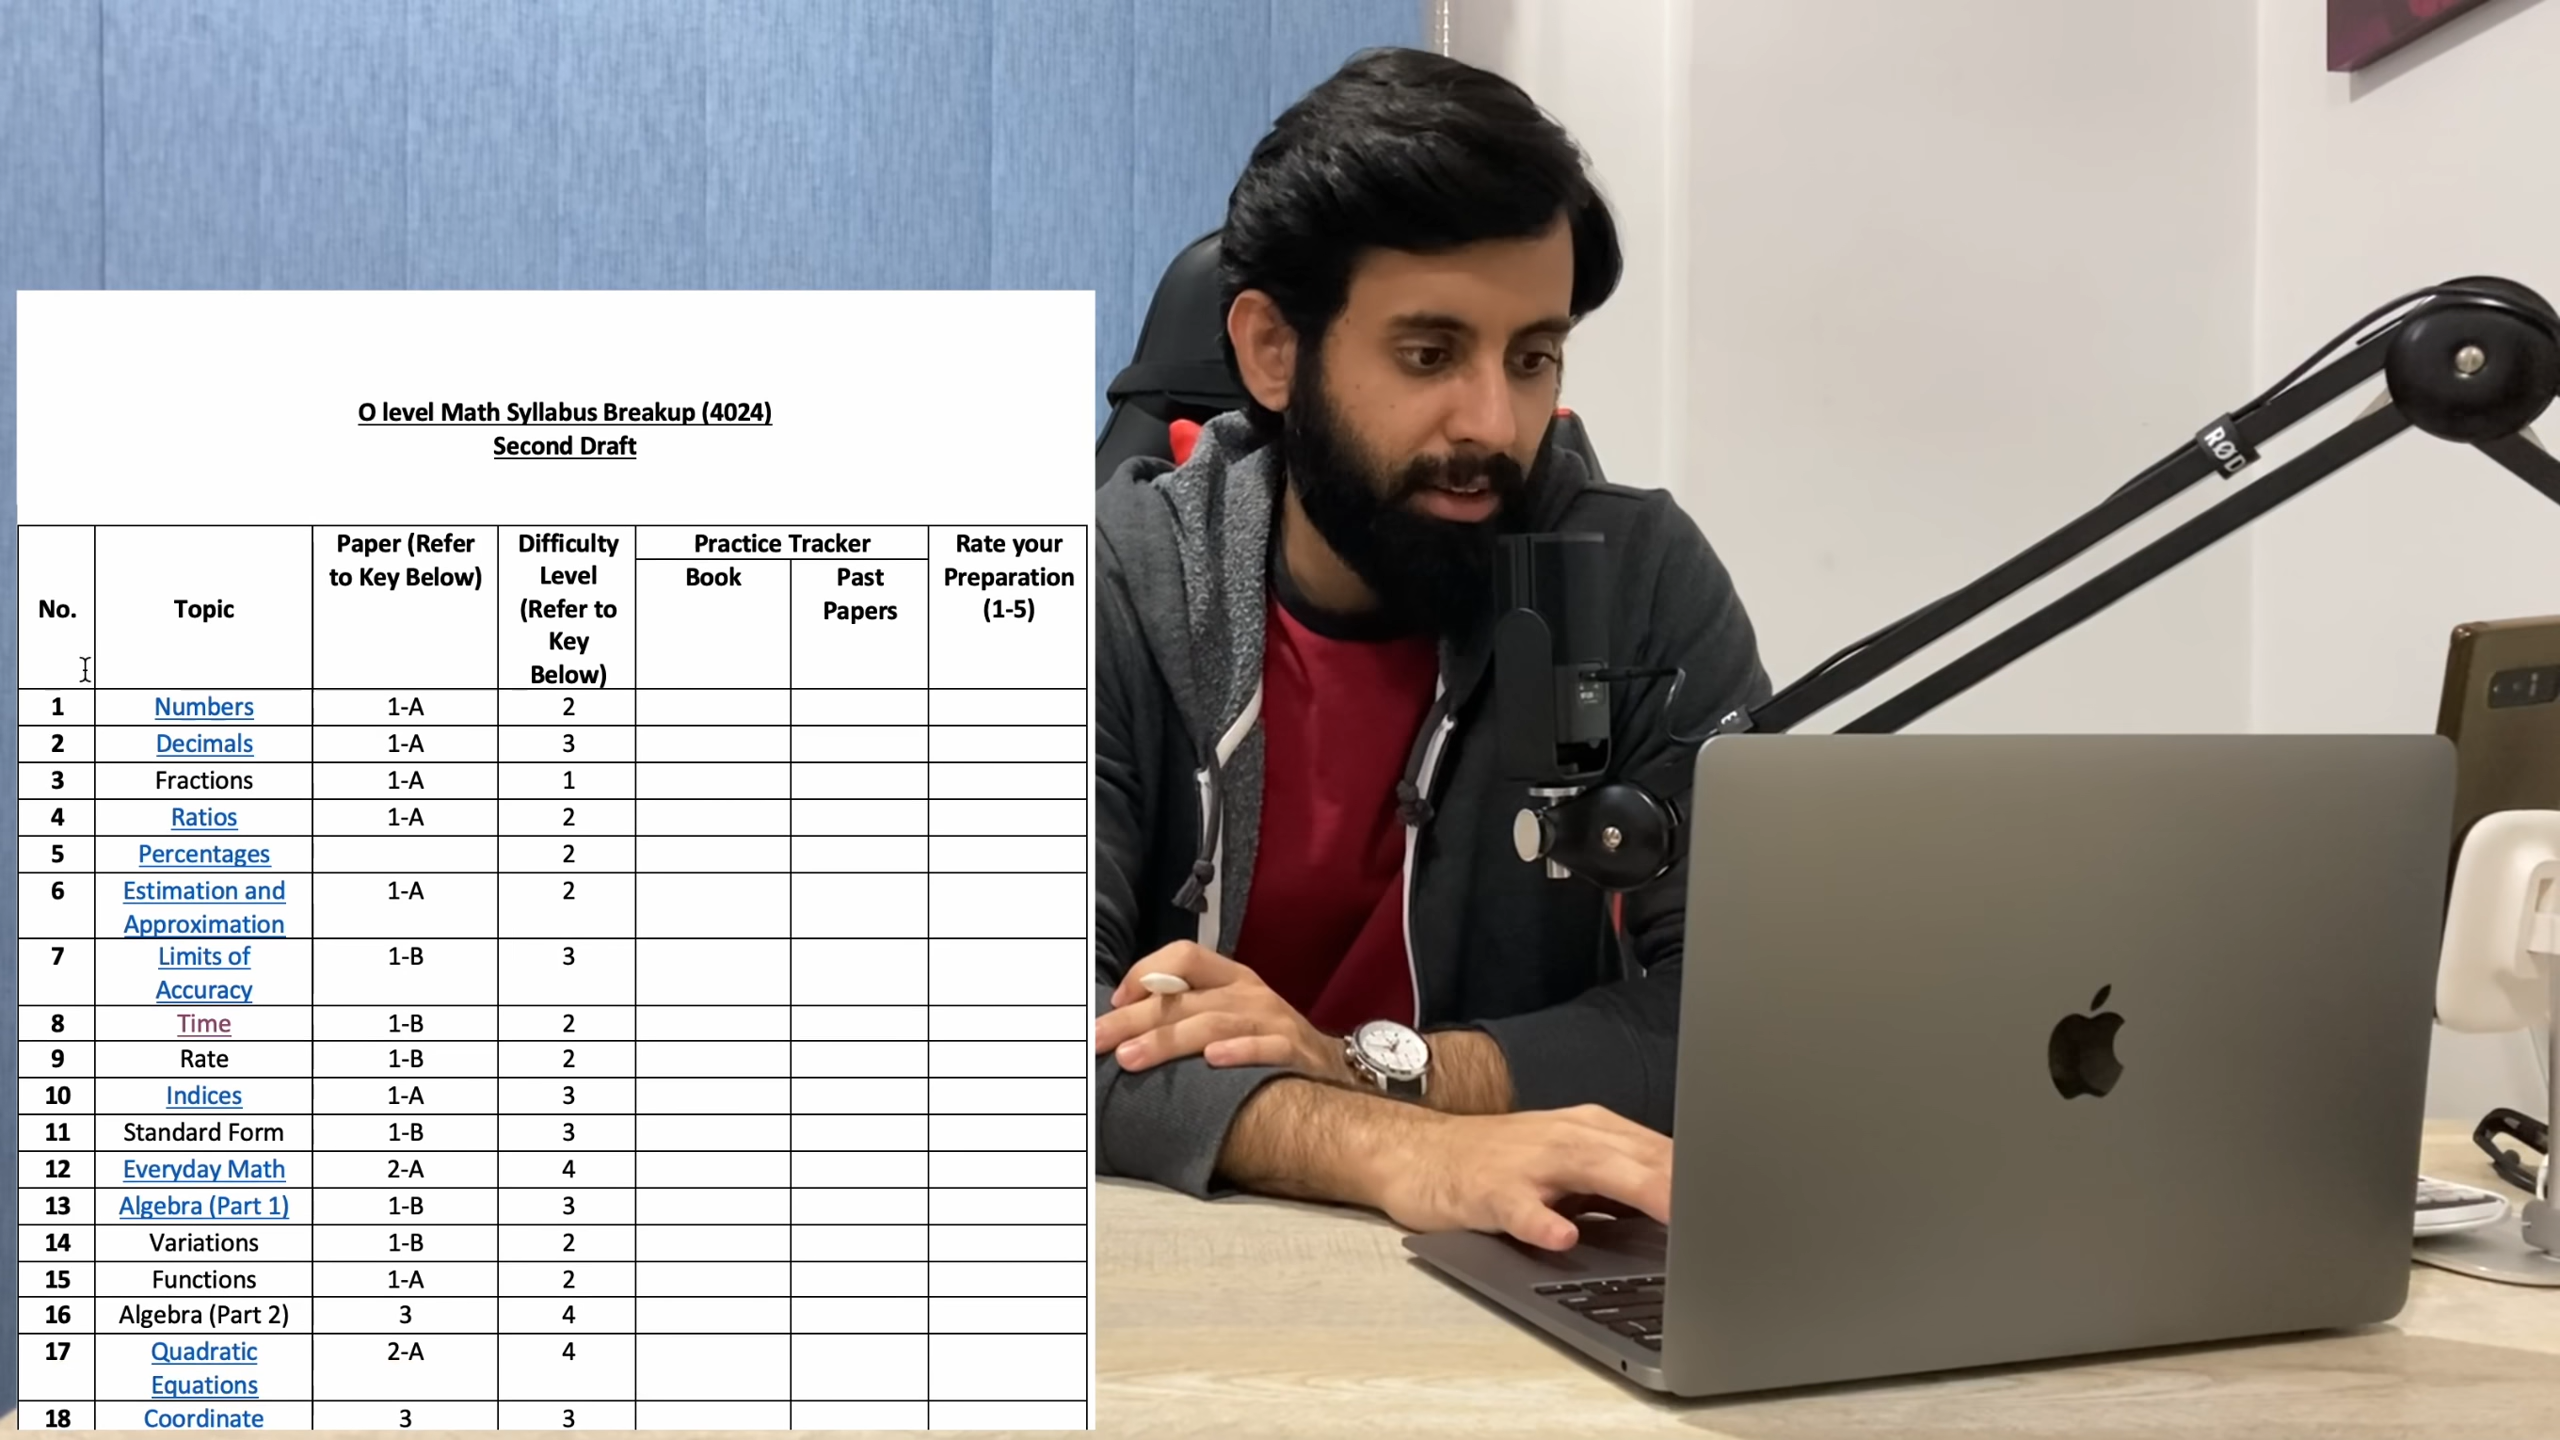 O level Math Syllabus Breakup (4024)
Second Draft
No.
Topic
Paper (Refer
to Key Below)
Difficulty
Level
(Refer to
Key
Below)
Practice Tracker
Book
Past
Papers
Rate your
Preparation
(1-5)
1 Numbers 1-A 2
2 Decimals 1-A 3
3 Fractions 1-A 1
4 Ratios 1-A 2
5 Percentages 2
6 Estimation and 1-A 2
Approximation
7 Limits of 1-B 3
Accuracy
8 Time 1-B 2
9 Rate 1-B 2
10 Indices 1-A 3
11 Standard Form 1-B 3
12 Everyday Math 2-A 4
13 Algebra (Part 1) 1-B 3
14 Variations 1-B 2
15 Functions 1-A 2
16 Algebra (Part 2) 3 4
17 Quadratic 2-A 4
Equations
18 Coordinate 3 3
RØD